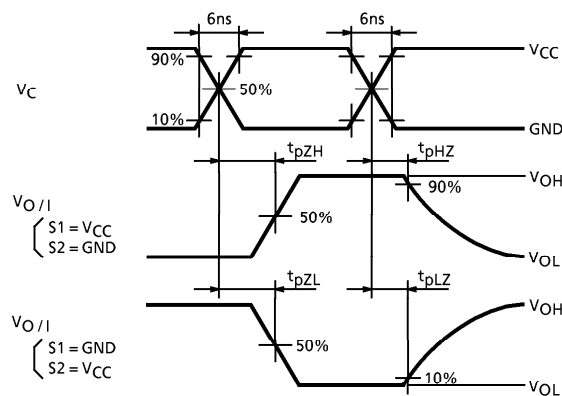 6ns 6ns
90% VCC
VC 50%
10% GND
tpZH tpHZ
VO/I 90% VOH
S1 = VCC 50%
S2 = GND
VOL
tpZL tpLZ
VO/I VOH
S1 = GND 50%
S2 = VCC
10% VOL